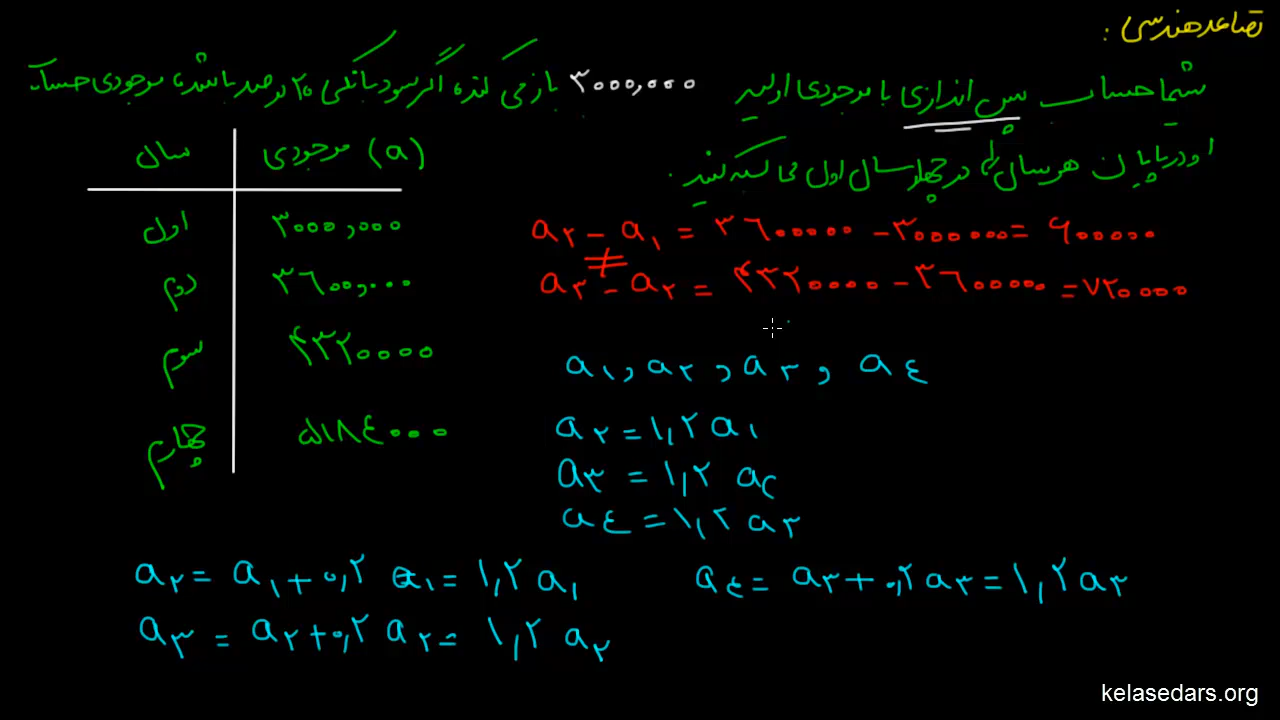 تصاعد هندسی :
شیما حساب پس اندازی با موجودی اولیه ۳۰۰۰,۰۰۰ باز می کند، اگر سود بانکی ۲۰ درصد باشد، موجودی حساب
او در پایان هر سال را در چهار سال اول محاسبه کنید.
سال موجودی (a)
اول ۳۰۰۰,۰۰۰
دوم ۳۶۰۰,۰۰۰
سوم ۴۳۲۰۰۰۰
چهارم ۵۱۸٤۰۰۰
a۲ − a۱ = ۳۶۰۰۰۰۰ − ۳۰۰۰۰۰۰ = ۶۰۰۰۰۰
≠
a۳ − a۲ = ۴۳۲۰۰۰۰ − ۳۶۰۰۰۰۰ = ۷۲۰۰۰۰
a۱, a۲, a۳, a٤
a۲ = ۱,۲ a۱
a۳ = ۱,۲ a۲
a٤ = ۱,۲ a۳
a۲ = a۱ + ۰,۲ a۱ = ۱,۲ a۱
a۳ = a۲ + ۰,۲ a۲ = ۱,۲ a۲
a٤ = a۳ + ۰,۲ a۳ = ۱,۲ a۳
kelasedars.org